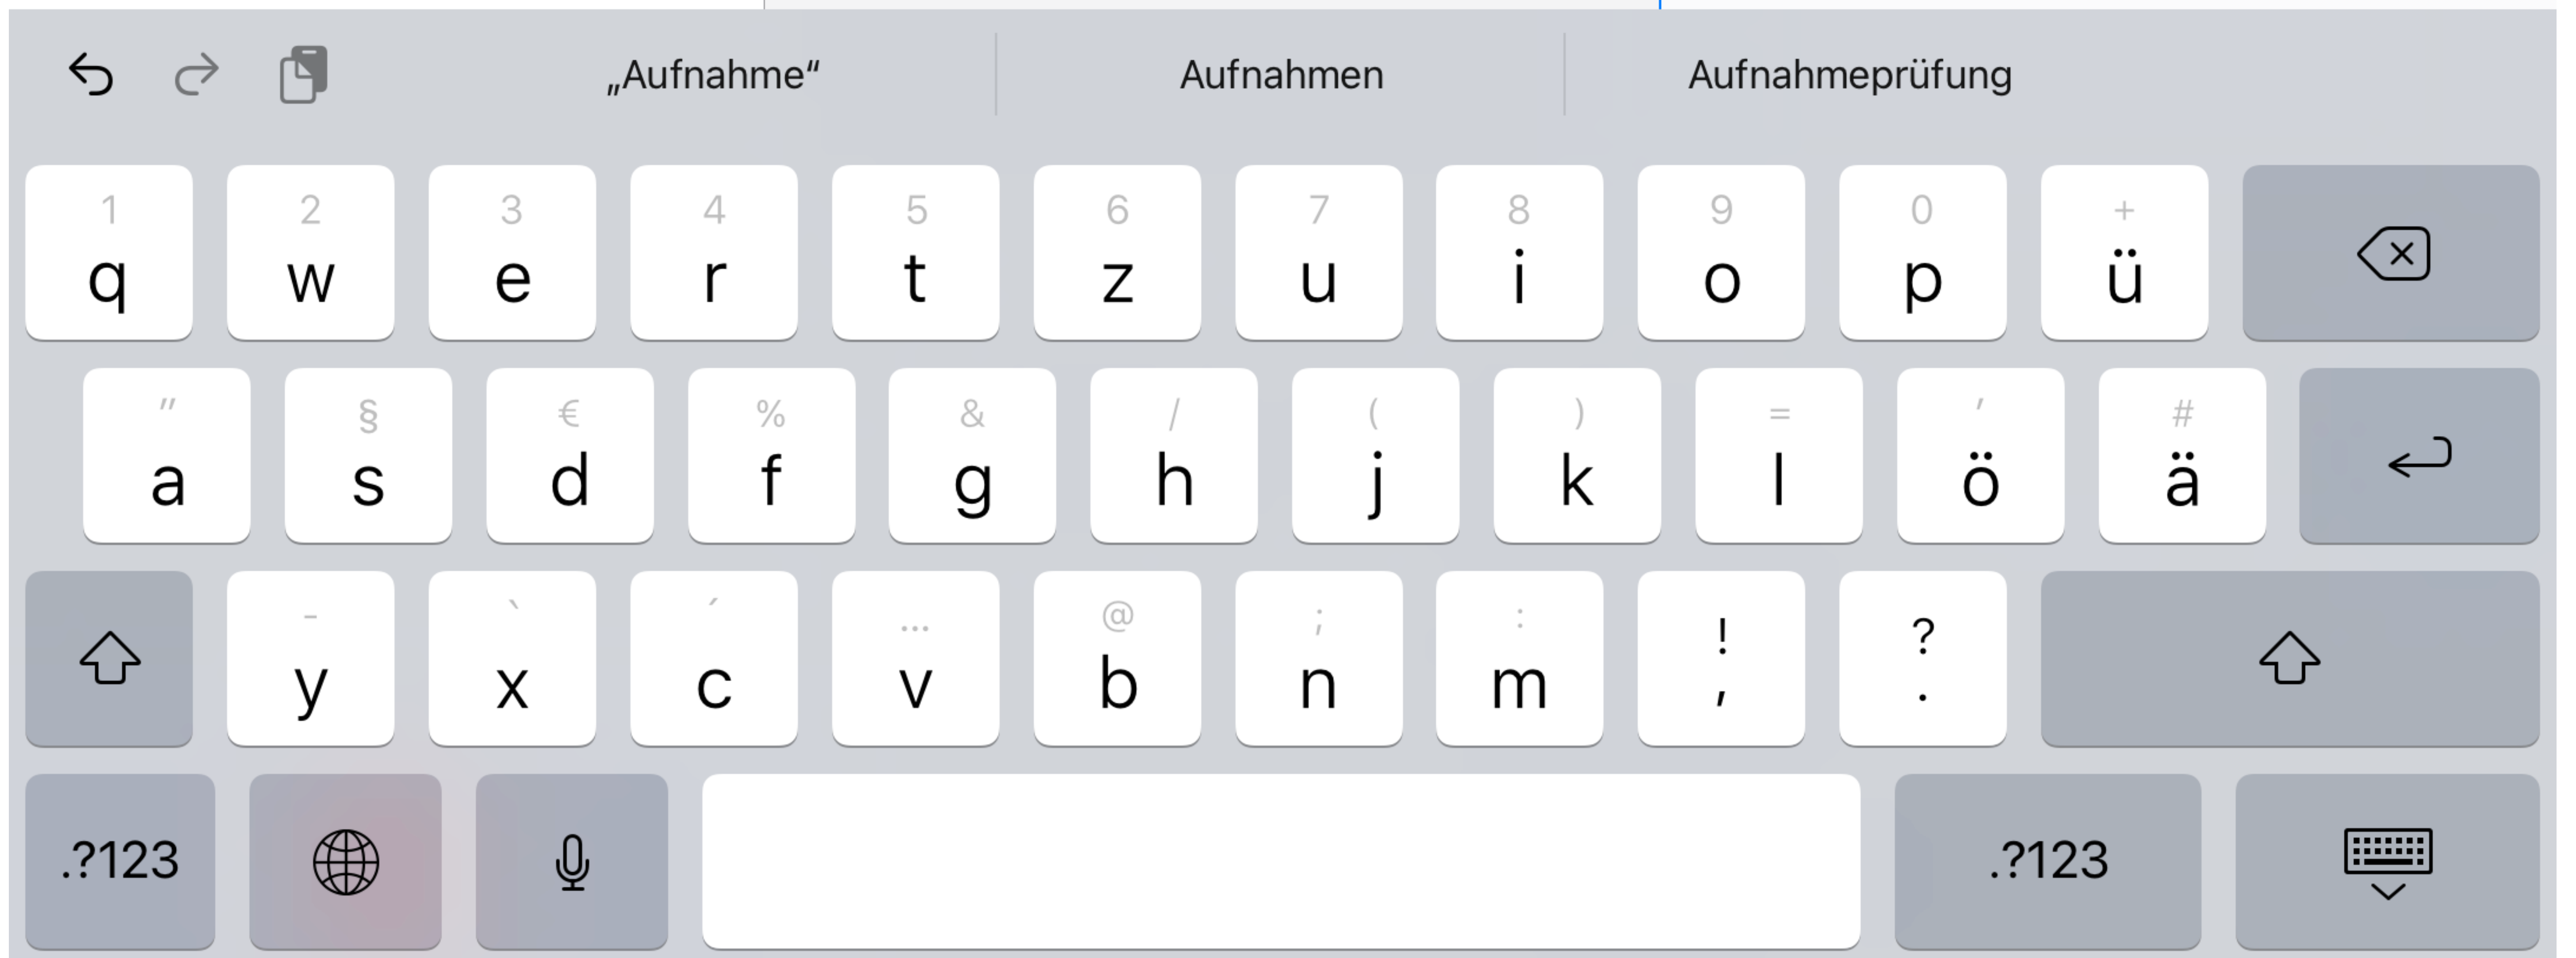 „Aufnahme“ Aufnahmen Aufnahmeprüfung
1 2 3 4 5 6 7 8 9 0 +
q w e r t z u i o p ü
" § € % & / ( ) = ' #
a s d f g h j k l ö ä
- ` ´ ... @ ; : ! ?
y x c v b n m , .
.?123 .?123